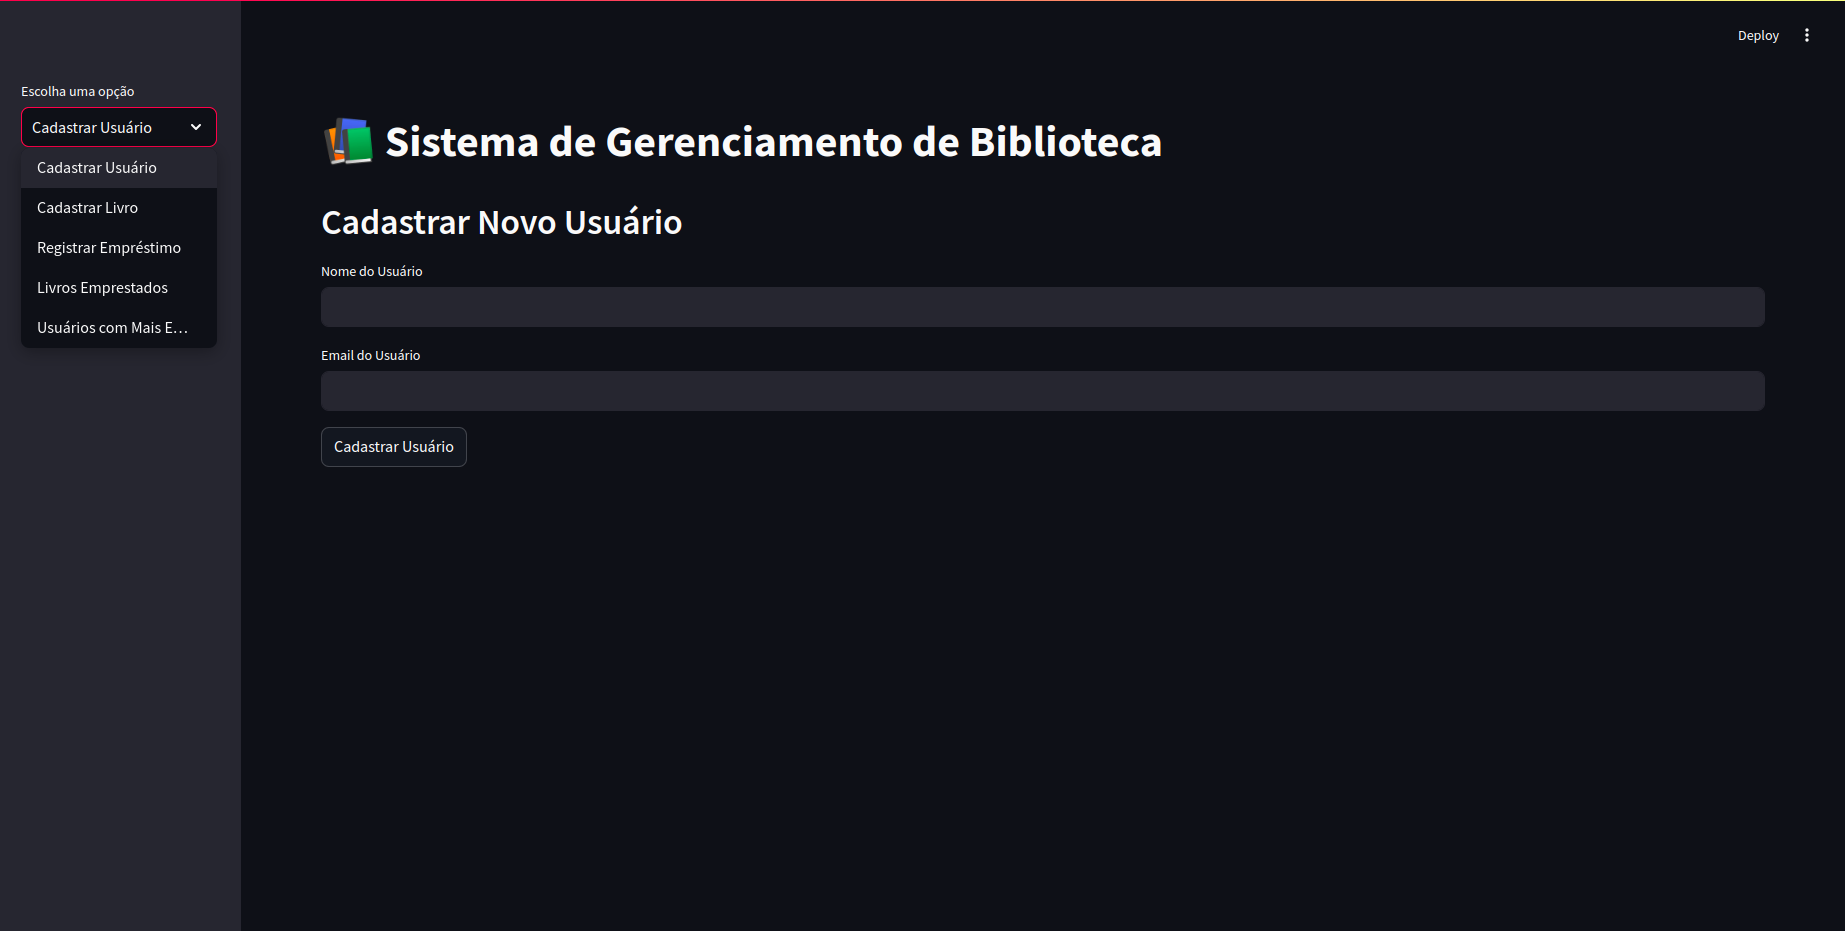 Deploy
Escolha uma opção
Cadastrar Usuário
Cadastrar Usuário
Cadastrar Livro
Registrar Empréstimo
Livros Emprestados
Usuários com Mais E...
Sistema de Gerenciamento de Biblioteca
Cadastrar Novo Usuário
Nome do Usuário
Email do Usuário
Cadastrar Usuário